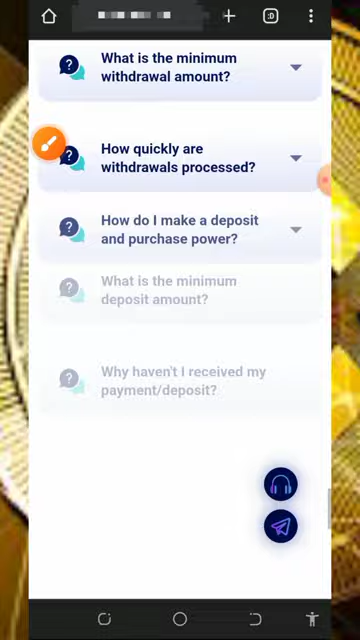 :D
What is the minimum
withdrawal amount?
How quickly are
withdrawals processed?
How do I make a deposit
and purchase power?
What is the minimum
deposit amount?
Why haven't I received my
payment/deposit?